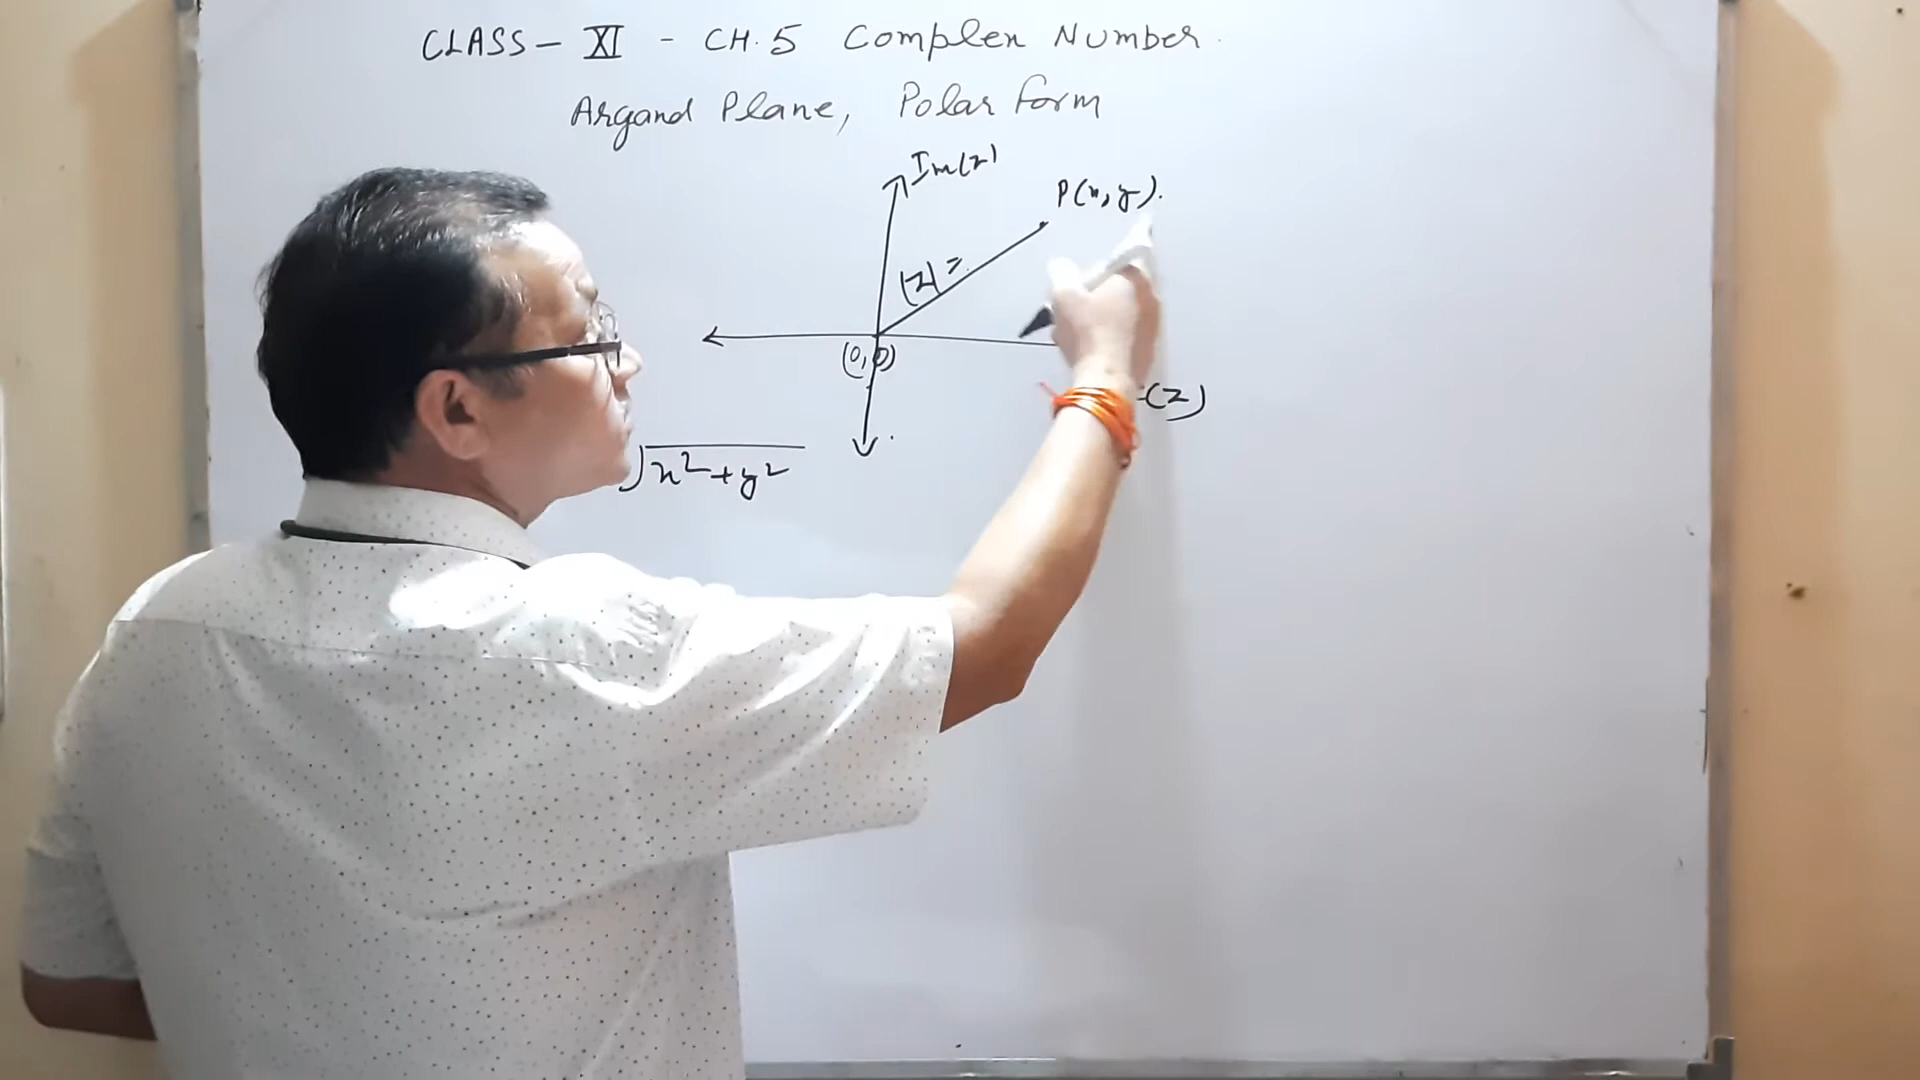 CLASS - XI - CH. 5 Complex Number.
Argand Plane, Polar form
Im(z)
P(x, y).
|z| =
(0, 0)
(z)
√x²+y²